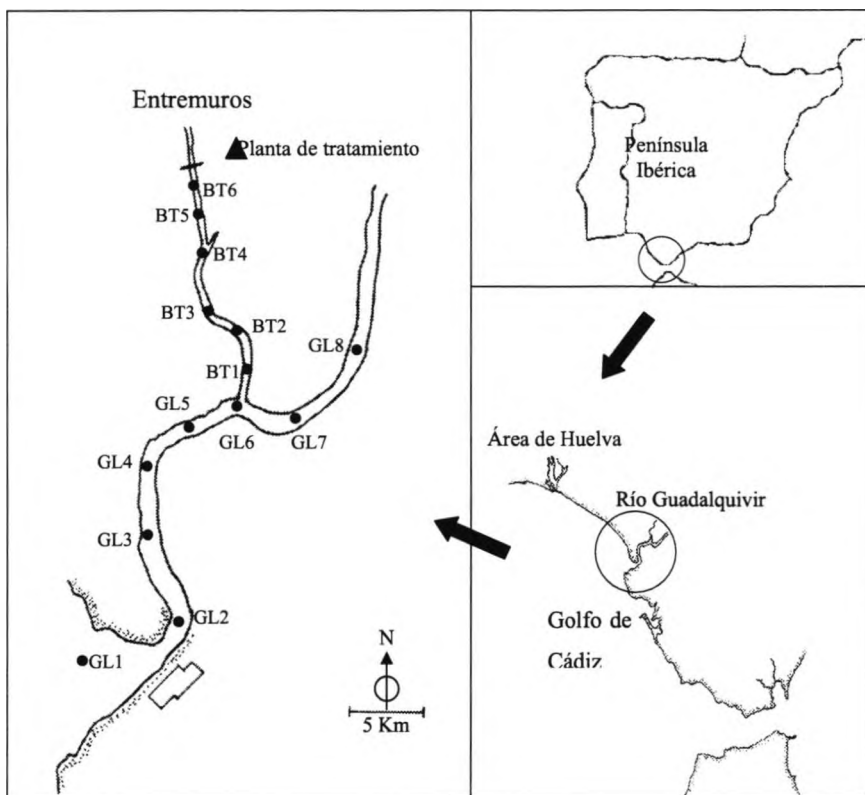 Entremuros
Planta de tratamiento
BT6
BT5
BT4
BT3
BT2
BT1
GL8
GL5
GL6
GL7
GL4
GL3
GL2
GL1
N
5 Km
Península
Ibérica
Área de Huelva
Río Guadalquivir
Golfo de
Cádiz